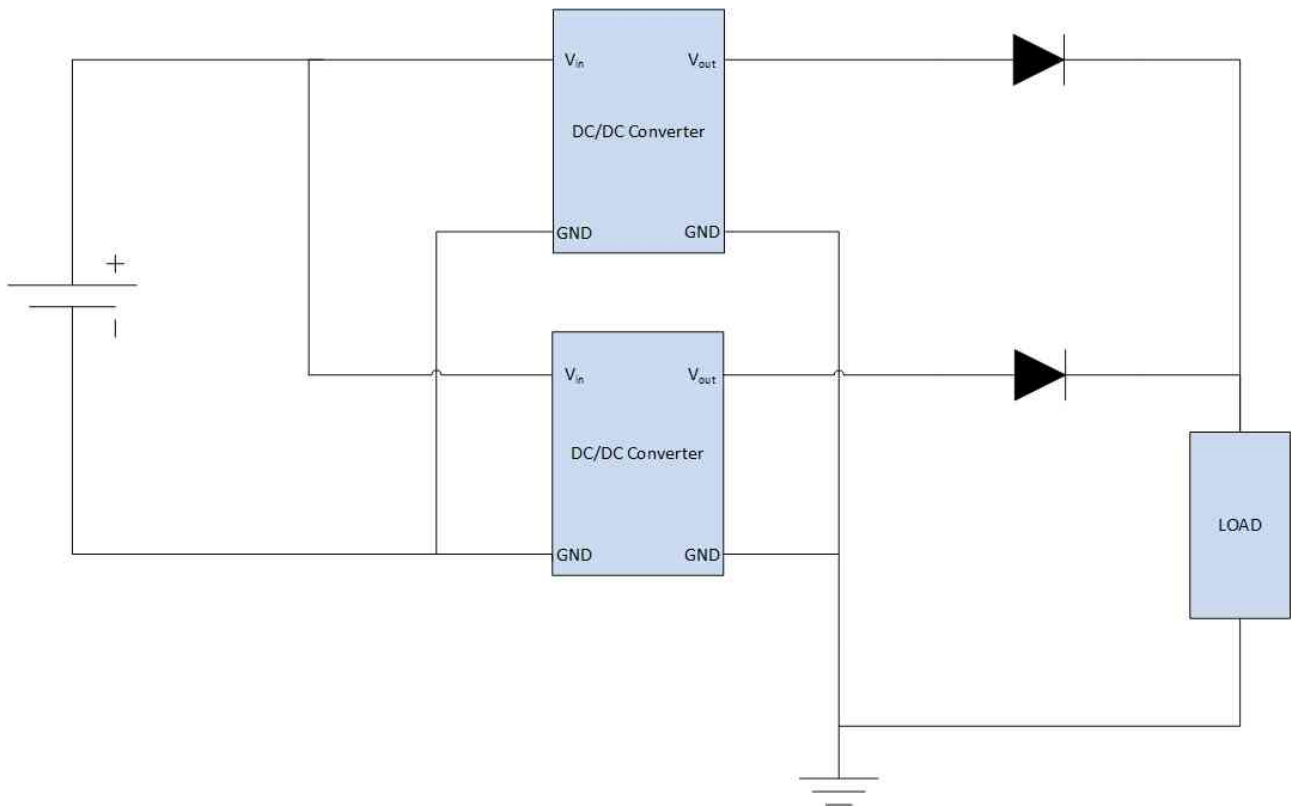 V_in V_out
DC/DC Converter
GND GND
+
−
V_in V_out
DC/DC Converter
GND GND
LOAD